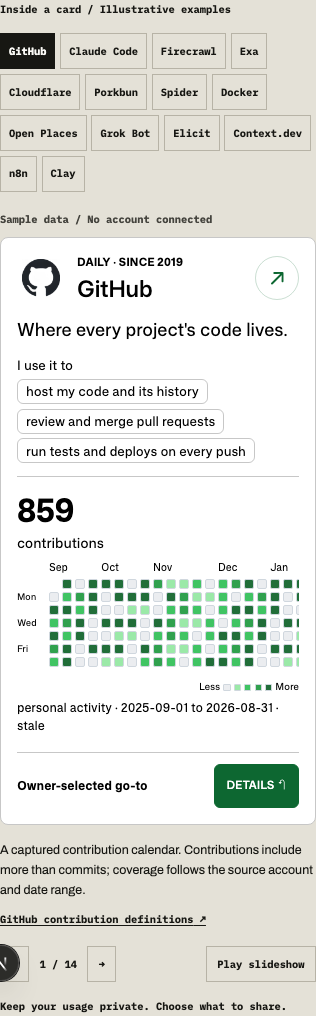 Inside a card / Illustrative examples
GitHub Claude Code Firecrawl Exa
Cloudflare Porkbun Spider Docker
Open Places Grok Bot Elicit Context.dev
n8n Clay
Sample data / No account connected
DAILY · SINCE 2019
GitHub
Where every project's code lives.
I use it to
host my code and its history
review and merge pull requests
run tests and deploys on every push
859
contributions
Sep Oct Nov Dec Jan
Mon
Wed
Fri
Less More
personal activity · 2025-09-01 to 2026-08-31 ·
stale
Owner-selected go-to
DETAILS
A captured contribution calendar. Contributions include
more than commits; coverage follows the source account
and date range.
GitHub contribution definitions ↗
1 / 14 → Play slideshow
Keep your usage private. Choose what to share.